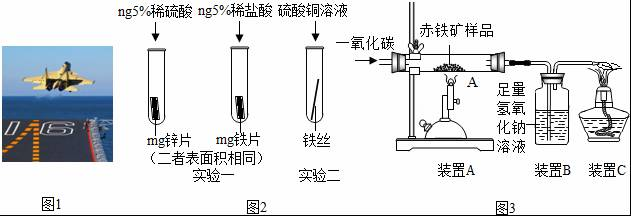 ng5%稀硫酸 ng5%稀盐酸 硫酸铜溶液
mg锌片 mg铁片 铁丝
(二者表面积相同)
实验一 实验二
一氧化碳
赤铁矿样品
A
足量
氢氧
化钠
溶液
装置A 装置B 装置C
16
图1 图2 图3